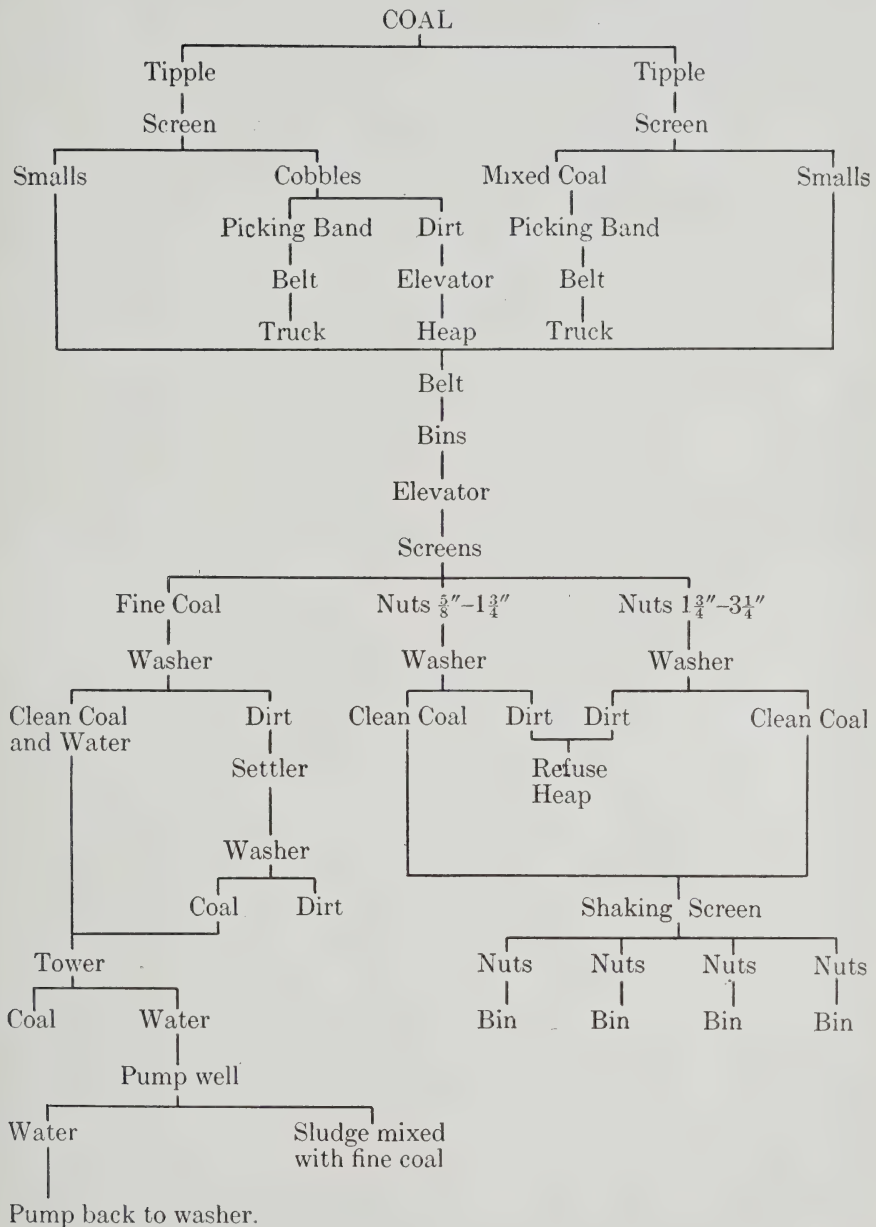 COAL
Tipple Tipple
Screen Screen
Smalls Cobbles Mixed Coal Smalls
Picking Band Dirt Picking Band
Belt Elevator Belt
Truck Heap Truck
Belt
Bins
Elevator
Screens
Fine Coal Nuts ⅝″–1¾″ Nuts 1¾″–3¼″
Washer Washer Washer
Clean Coal Dirt Clean Coal Dirt Dirt Clean Coal
and Water
Settler Refuse
Heap
Washer
Coal Dirt Shaking Screen
Tower Nuts Nuts Nuts Nuts
Coal Water Bin Bin Bin Bin
Pump well
Water Sludge mixed
with fine coal
Pump back to washer.